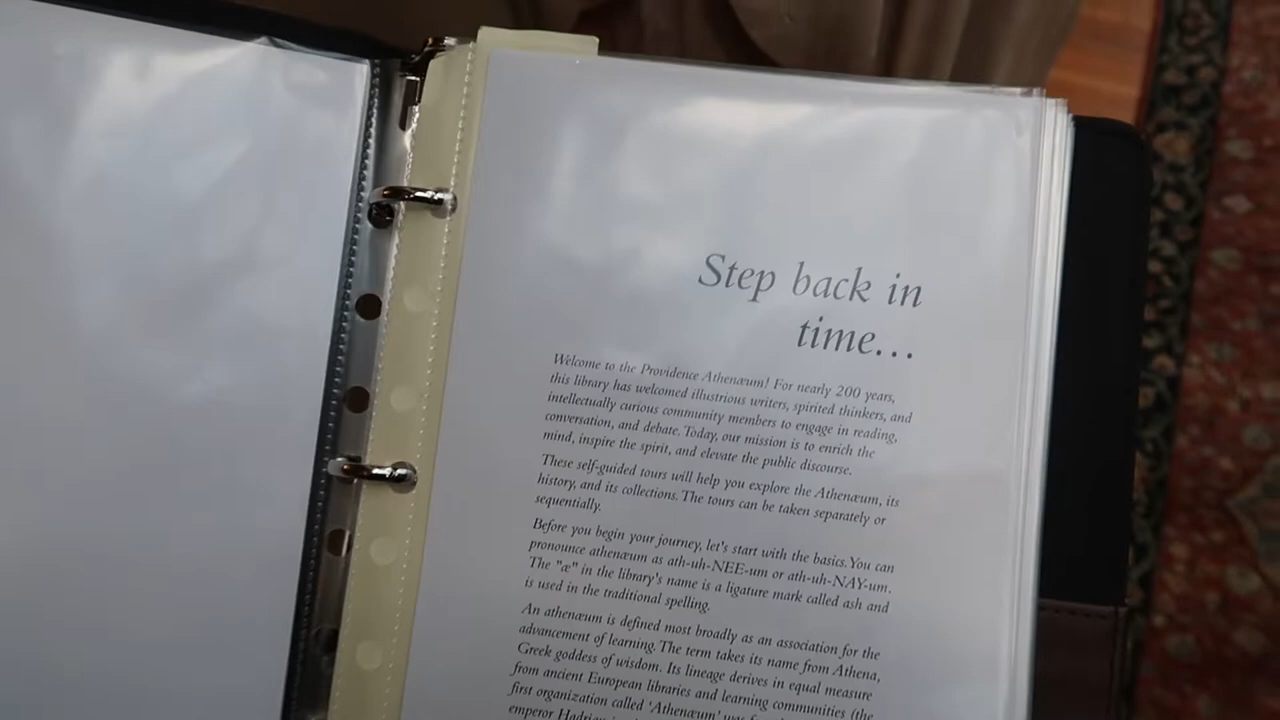 Step back in
time...
Welcome to the Providence Athenæum! For nearly 200 years,
this library has welcomed illustrious writers, spirited thinkers, and
intellectually curious community members to engage in reading,
conversation, and debate. Today, our mission is to enrich the
mind, inspire the spirit, and elevate the public discourse.
These self-guided tours will help you explore the Athenæum, its
history, and its collections. The tours can be taken separately or
sequentially.
Before you begin your journey, let's start with the basics. You can
pronounce athenæum as ath-uh-NEE-um or ath-uh-NAY-um.
The "æ" in the library's name is a ligature mark called ash and
is used in the traditional spelling.
An athenæum is defined most broadly as an association for the
advancement of learning. The term takes its name from Athena,
Greek goddess of wisdom. Its lineage derives in equal measure
from ancient European libraries and learning communities (the
first organization called 'Athenæum' was
emperor